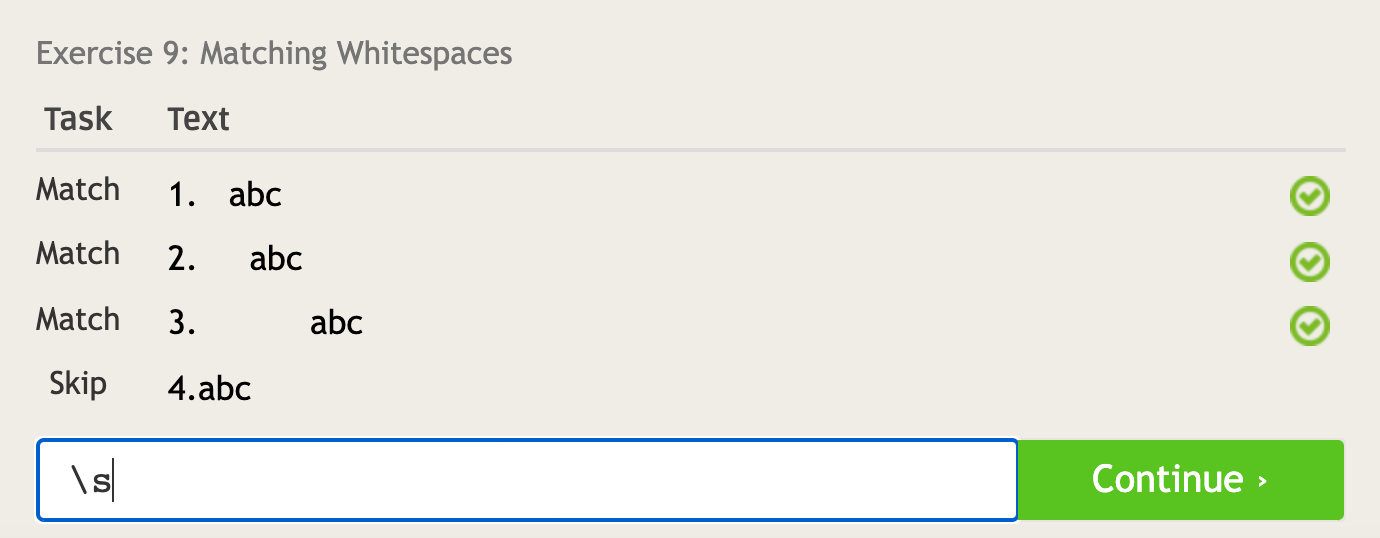 Exercise 9: Matching Whitespaces
Task Text
Match 1.   abc
Match 2.     abc
Match 3.           abc
Skip 4.abc
\s Continue ›